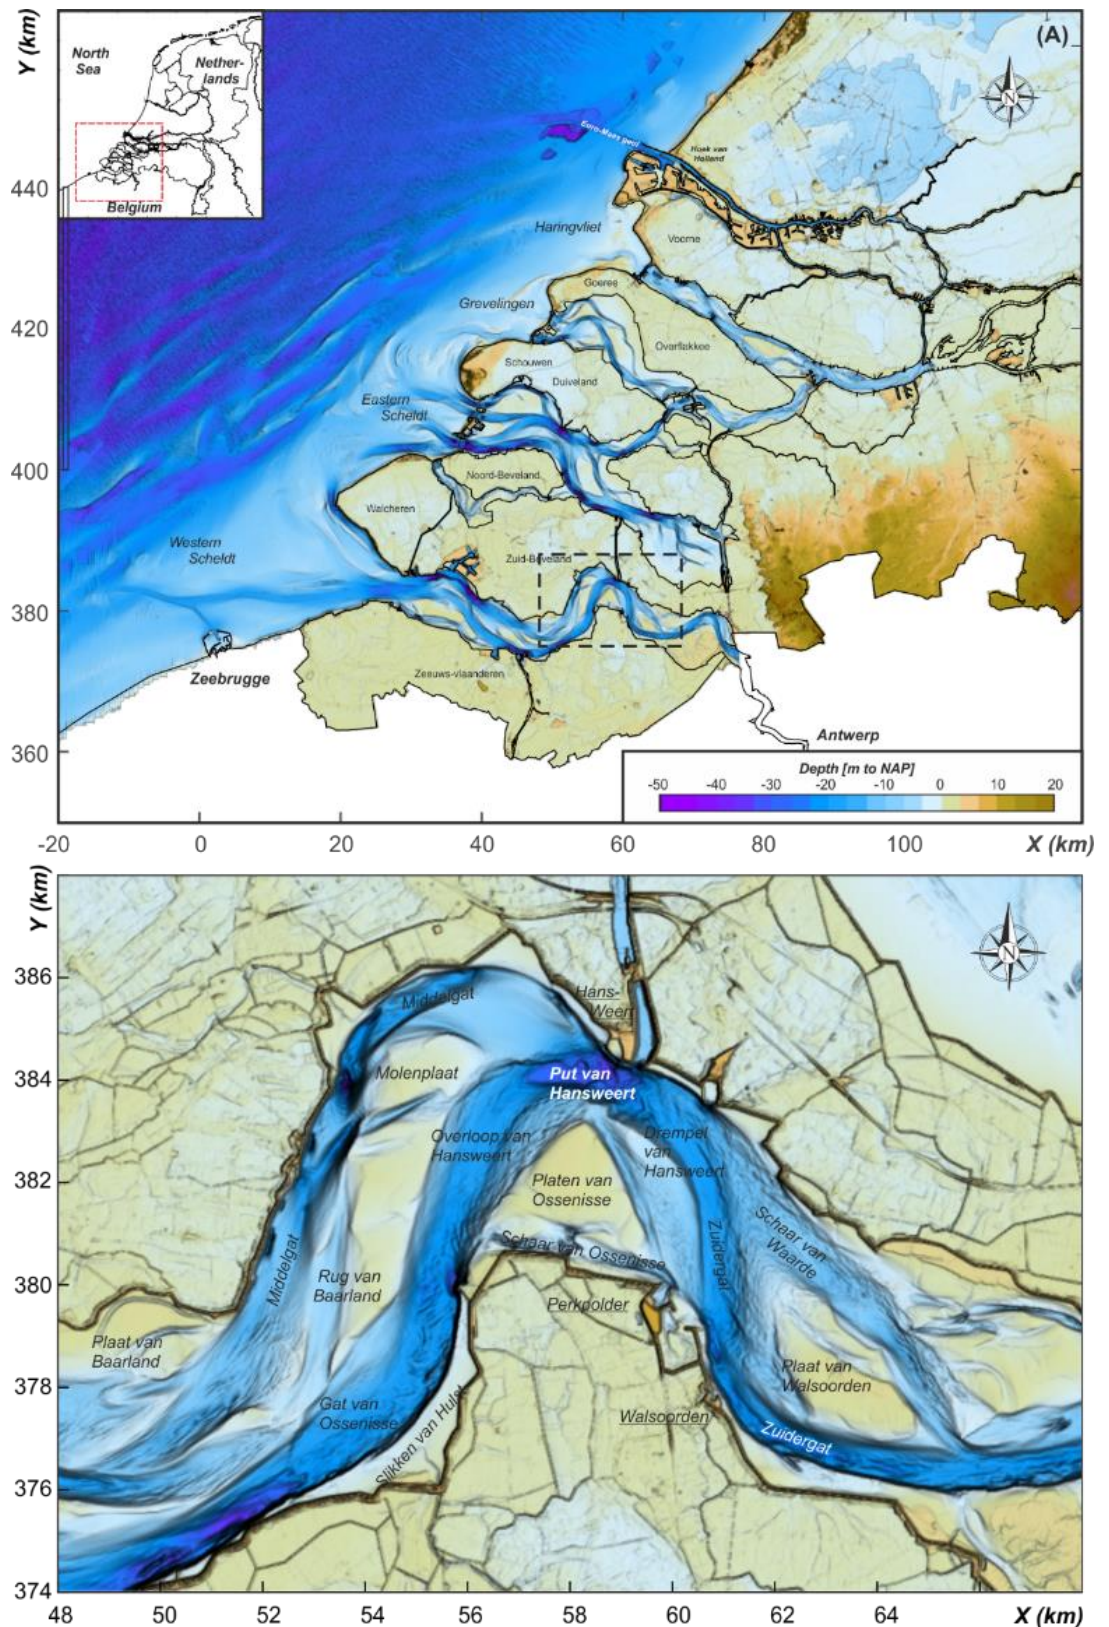 Y (km)
(A)
North
Sea
Nether-
lands
Belgium
N
Euro-Maas geul
Hoek van
Holland
440
Haringvliet
Voorne
Goeree
Grevelingen
420
Overflakkee
Schouwen
Duiveland
Eastern
Scheldt
400
Noord-Beveland
Walcheren
Western
Scheldt
Zuid-Beveland
380
Zeebrugge
Zeeuws-vlaanderen
Antwerp
360
Depth [m to NAP]
-50 -40 -30 -20 -10 0 10 20
-20 0 20 40 60 80 100 X (km)
Y (km)
N
386
Middelgat
Hans-
Weert
384
Molenplaat
Put van
Hansweert
Overloop van
Hansweert
Drempel
van
Hansweert
382
Platen van
Ossenisse
Schaar van
Waarde
Schaar van Ossenisse
Zuidergat
Middelgat
380
Rug van
Baarland
Perkpolder
Plaat van
Baarland
Plaat van
Walsoorden
378
Gat van
Ossenisse
Slikken van Hulst
Walsoorden
Zuidergat
376
374
48 50 52 54 56 58 60 62 64 X (km)